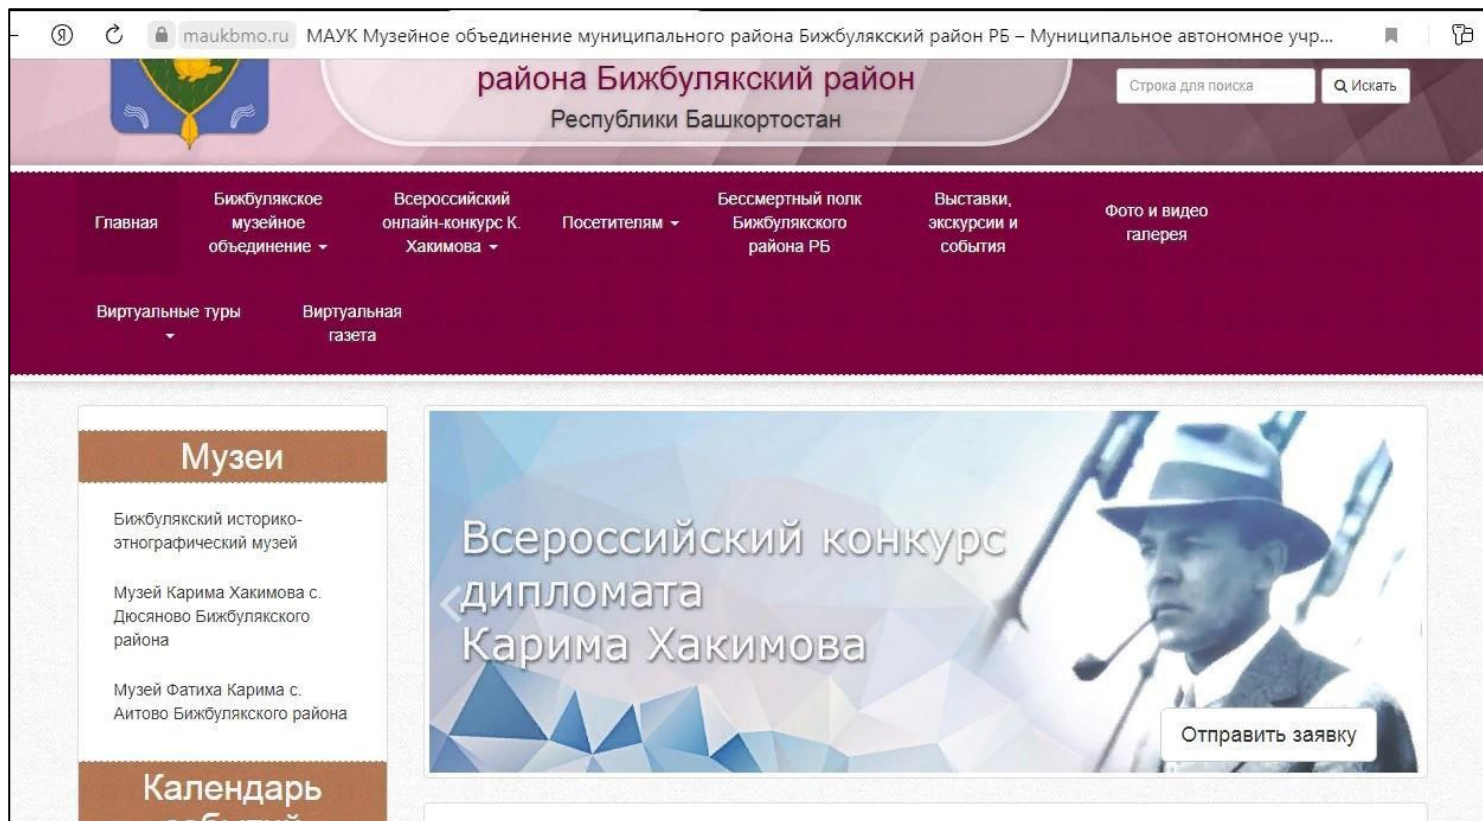 maukbmo.ru МАУК Музейное объединение муниципального района Бижбулякский район РБ – Муниципальное автономное учр...
района Бижбулякский район
Республики Башкортостан
Строка для поиска
Искать
Главная
Бижбулякское
музейное
объединение
Всероссийский
онлайн-конкурс К.
Хакимова
Посетителям
Бессмертный полк
Бижбулякского
района РБ
Выставки,
экскурсии и
события
Фото и видео
галерея
Виртуальные туры
Виртуальная
газета
Музеи
Бижбулякский историко-
этнографический музей
Музей Карима Хакимова с.
Дюсяново Бижбулякского
района
Музей Фатиха Карима с.
Аитово Бижбулякского района
Календарь
событий
Всероссийский конкурс
дипломата
Карима Хакимова
Отправить заявку